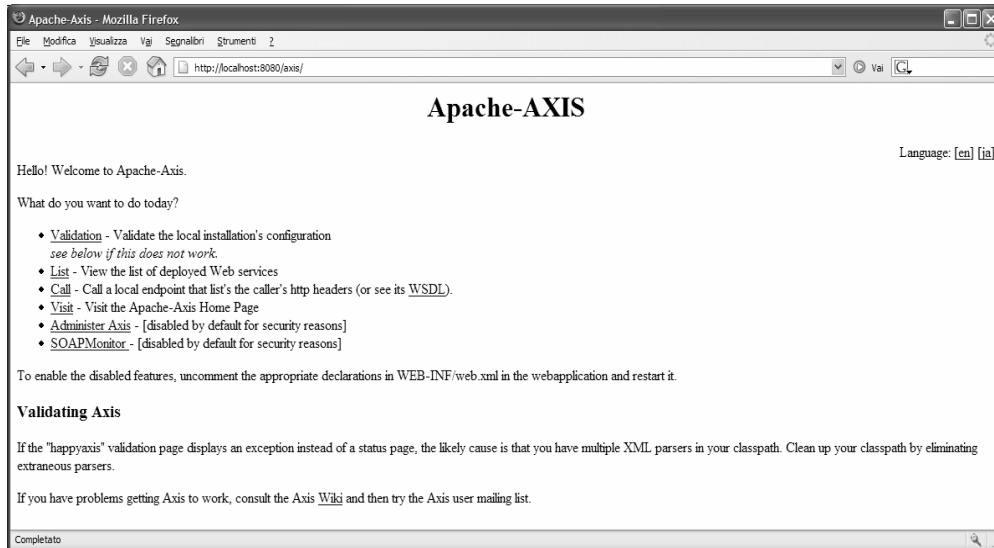 Apache-Axis - Mozilla Firefox
File Modifica Visualizza Vai Segnalibri Strumenti ?
http://localhost:8080/axis/ Vai G
Apache-AXIS
Language: [en] [ja]
Hello! Welcome to Apache-Axis.
What do you want to do today?
Validation - Validate the local installation's configuration
see below if this does not work.
List - View the list of deployed Web services
Call - Call a local endpoint that list's the caller's http headers (or see its WSDL).
Visit - Visit the Apache-Axis Home Page
Administer Axis - [disabled by default for security reasons]
SOAPMonitor - [disabled by default for security reasons]
To enable the disabled features, uncomment the appropriate declarations in WEB-INF/web.xml in the webapplication and restart it.
Validating Axis
If the "happyaxis" validation page displays an exception instead of a status page, the likely cause is that you have multiple XML parsers in your classpath. Clean up your classpath by eliminating
extraneous parsers.
If you have problems getting Axis to work, consult the Axis Wiki and then try the Axis user mailing list.
Completato